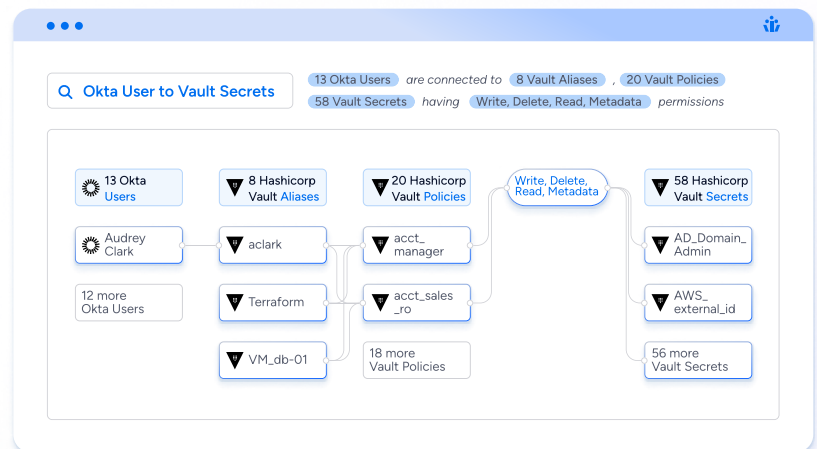 Okta User to Vault Secrets
13 Okta Users are connected to 8 Vault Aliases , 20 Vault Policies
58 Vault Secrets having Write, Delete, Read, Metadata permissions
13 Okta
Users
8 Hashicorp
Vault Aliases
20 Hashicorp
Vault Policies
Write, Delete,
Read, Metadata
58 Hashicorp
Vault Secrets
Audrey
Clark
aclark
acct_
manager
AD_Domain_
Admin
12 more
Okta Users
Terraform
acct_sales
_ro
AWS_
external_id
VM_db-01
18 more
Vault Policies
56 more
Vault Secrets